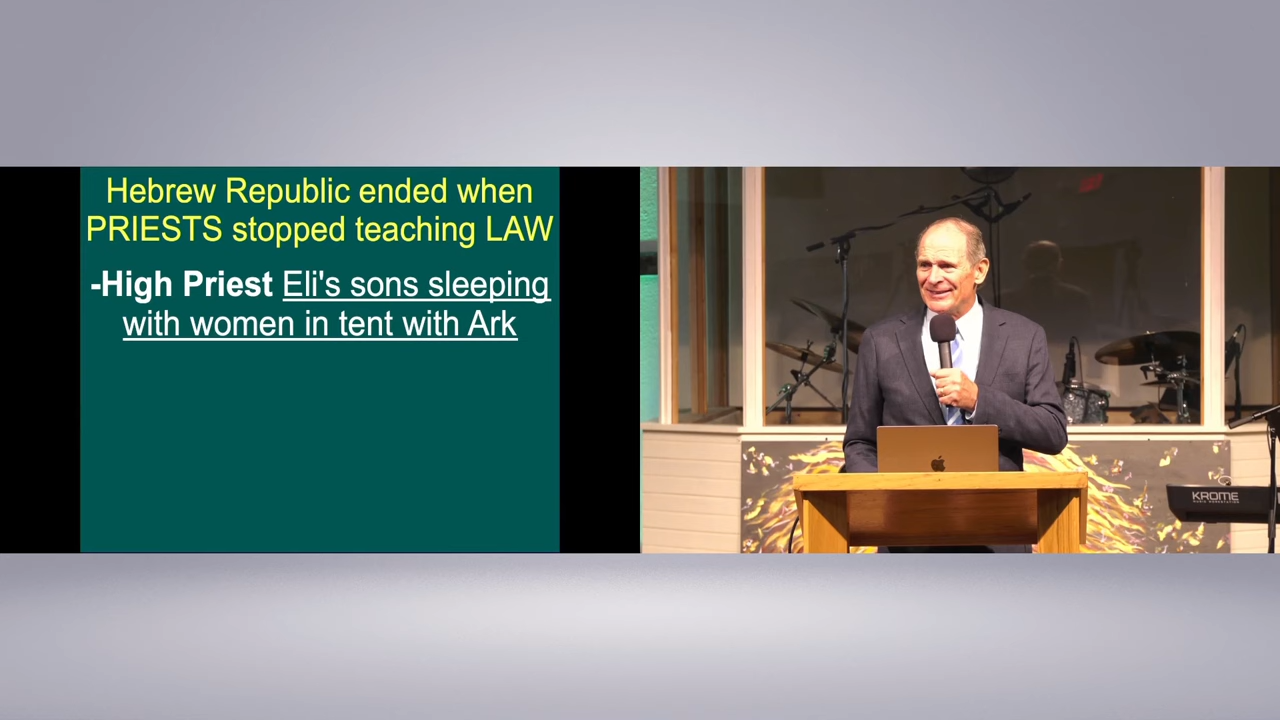 Hebrew Republic ended when
PRIESTS stopped teaching LAW
-High Priest Eli's sons sleeping
with women in tent with Ark
KROME